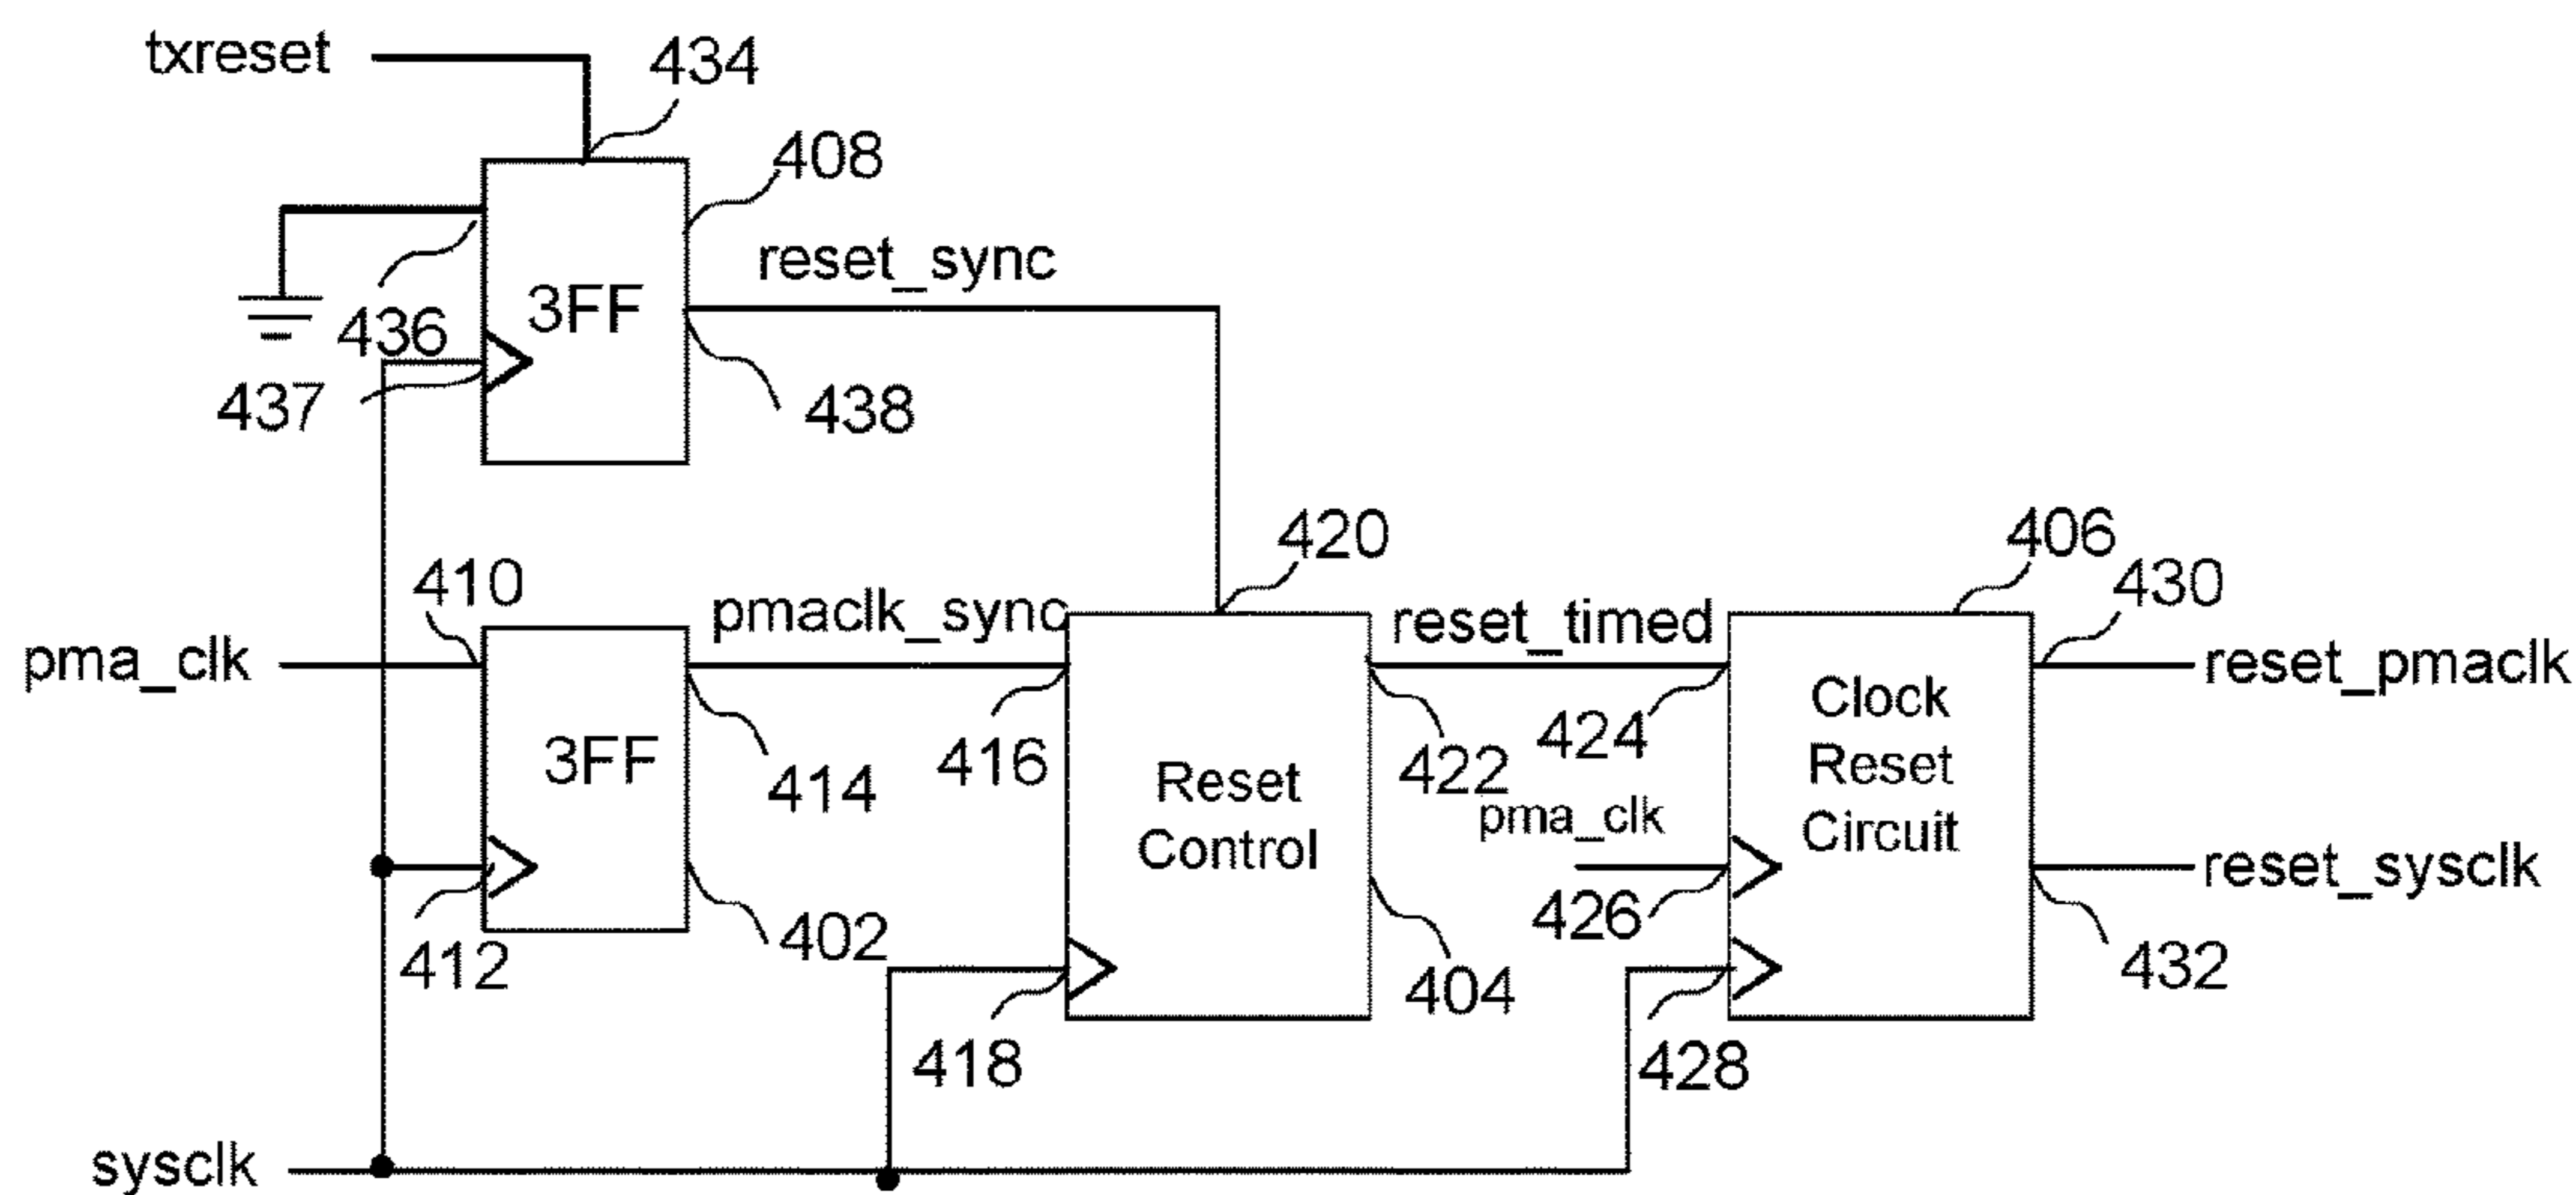 txreset
434
408
reset_sync
3FF
436
437
438
420
406
410
pmaclk_sync
reset_timed
430
pma_clk
reset_pmaclk
3FF
414
416
422
424
Clock
Reset
Circuit
Reset
Control
pma_clk
426
reset_sysclk
412
402
404
432
418
428
sysclk